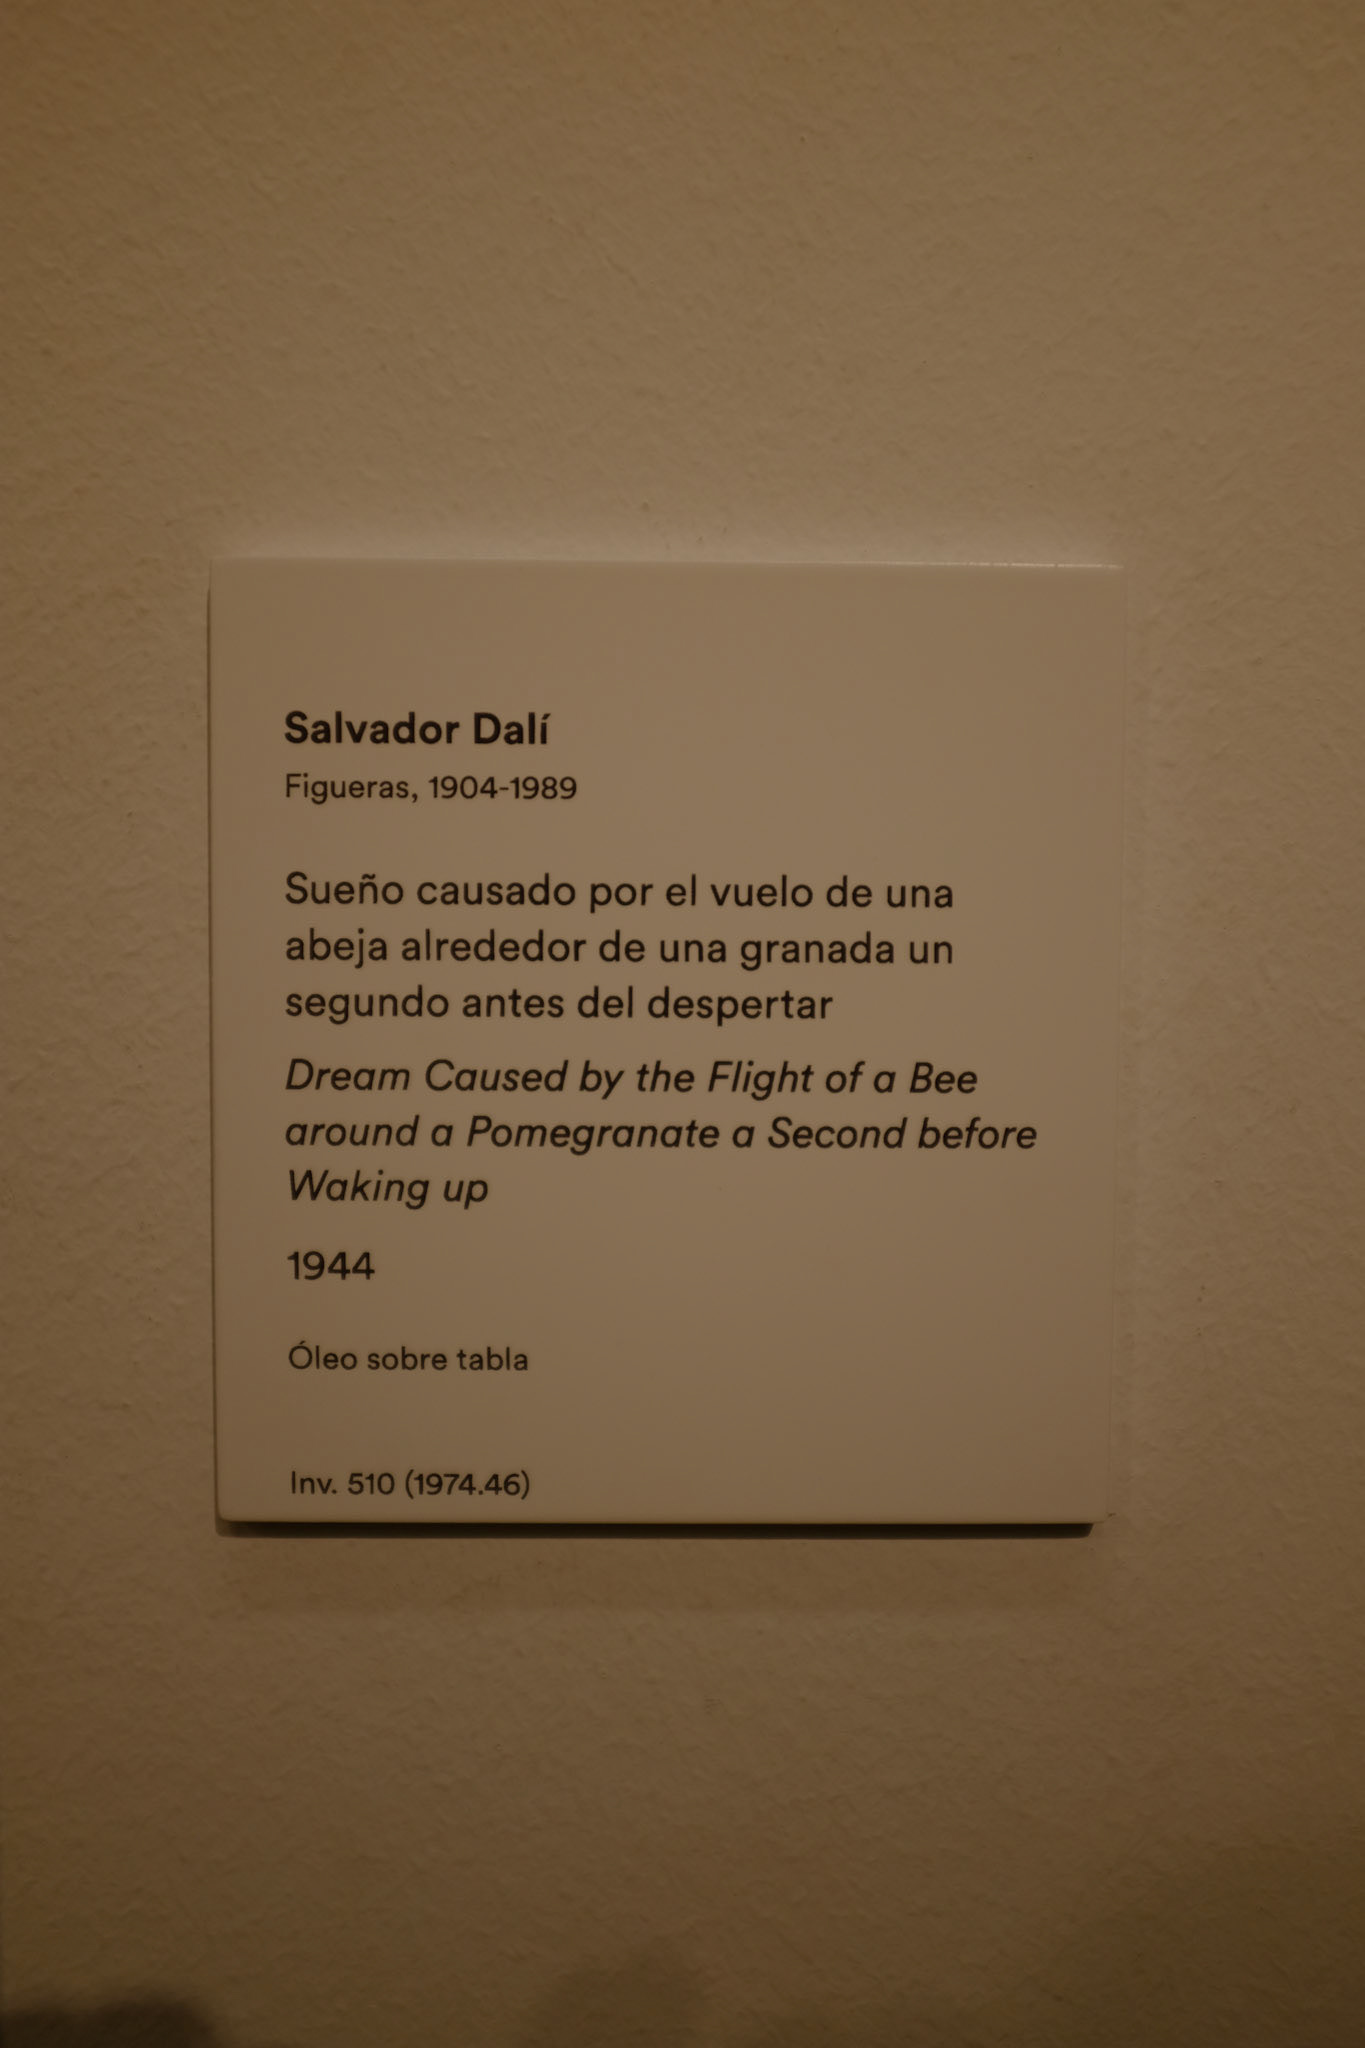 Salvador Dalí
Figueras, 1904-1989
Sueño causado por el vuelo de una
abeja alrededor de una granada un
segundo antes del despertar
Dream Caused by the Flight of a Bee
around a Pomegranate a Second before
Waking up
1944
Óleo sobre tabla
Inv. 510 (1974.46)